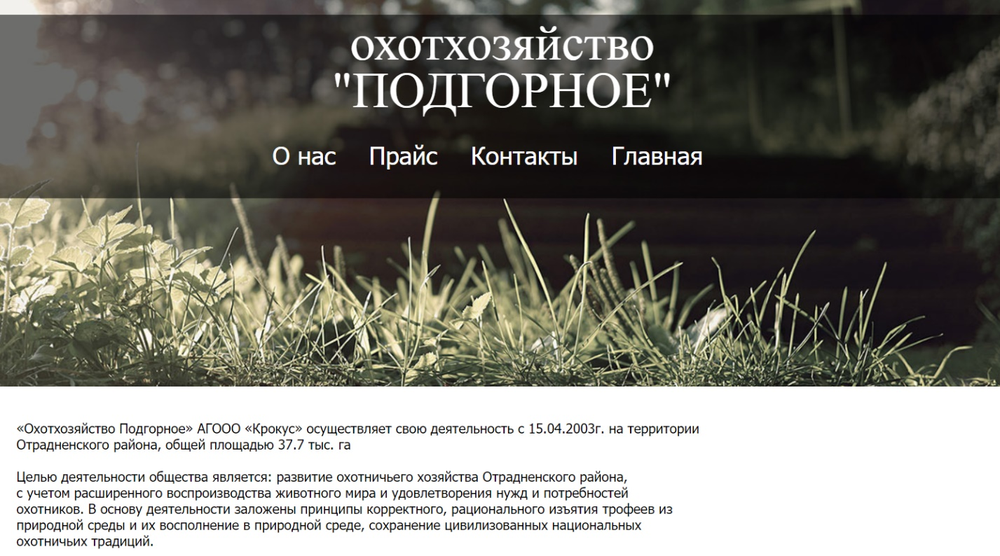 охотхозяйство
"ПОДГОРНОЕ"
О нас Прайс Контакты Главная
«Охотхозяйство Подгорное» АГООО «Крокус» осуществляет свою деятельность с 15.04.2003г. на территории
Отрадненского района, общей площадью 37.7 тыс. га
Целью деятельности общества является: развитие охотничьего хозяйства Отрадненского района,
с учетом расширенного воспроизводства животного мира и удовлетворения нужд и потребностей
охотников. В основу деятельности заложены принципы корректного, рационального изъятия трофеев из
природной среды и их восполнение в природной среде, сохранение цивилизованных национальных
охотничьих традиций.